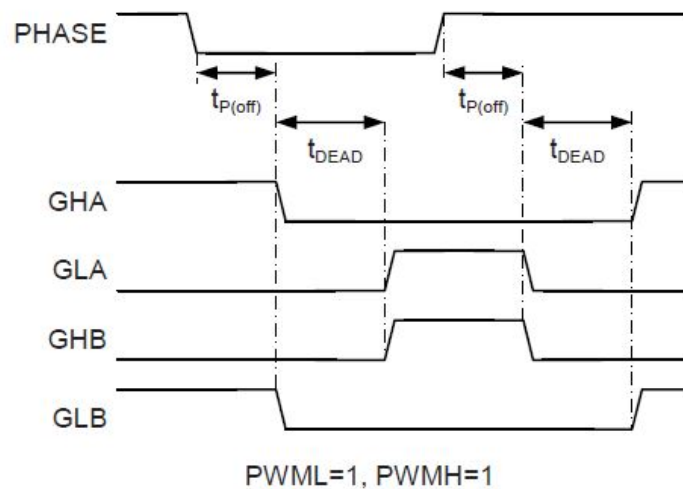 PHASE
tP(off)
tP(off)
tDEAD
tDEAD
GHA
GLA
GHB
GLB
PWML=1, PWMH=1